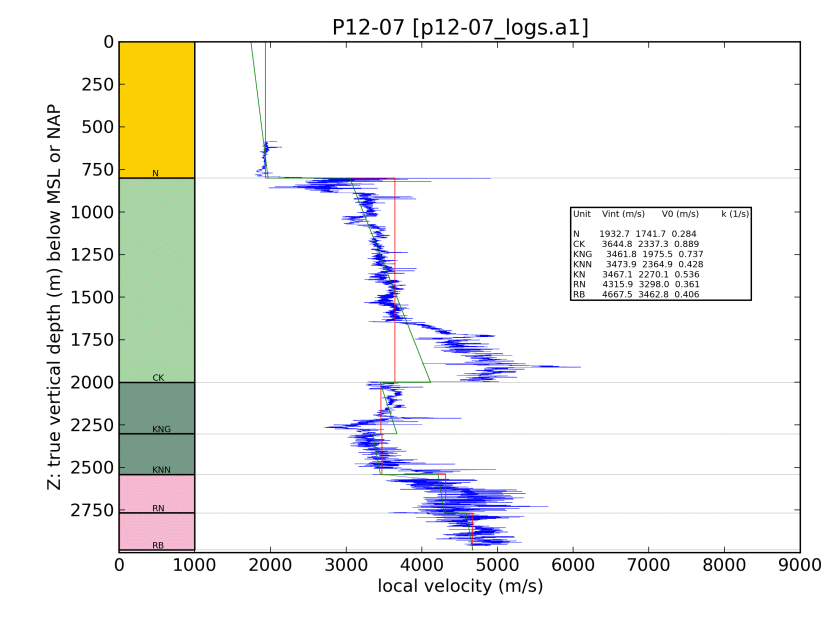 P12-07 [p12-07_logs.a1]
Z: true vertical depth (m) below MSL or NAP
0
250
500
750
1000
1250
1500
1750
2000
2250
2500
2750
N
CK
KNG
KNN
RN
RB
Unit Vint (m/s) V0 (m/s) k (1/s)
N 1932.7 1741.7 0.284
CK 3644.8 2337.3 0.889
KNG 3461.8 1975.5 0.737
KNN 3473.9 2364.9 0.428
KN 3467.1 2270.1 0.536
RN 4315.9 3298.0 0.361
RB 4667.5 3462.8 0.406
0 1000 2000 3000 4000 5000 6000 7000 8000 9000
local velocity (m/s)